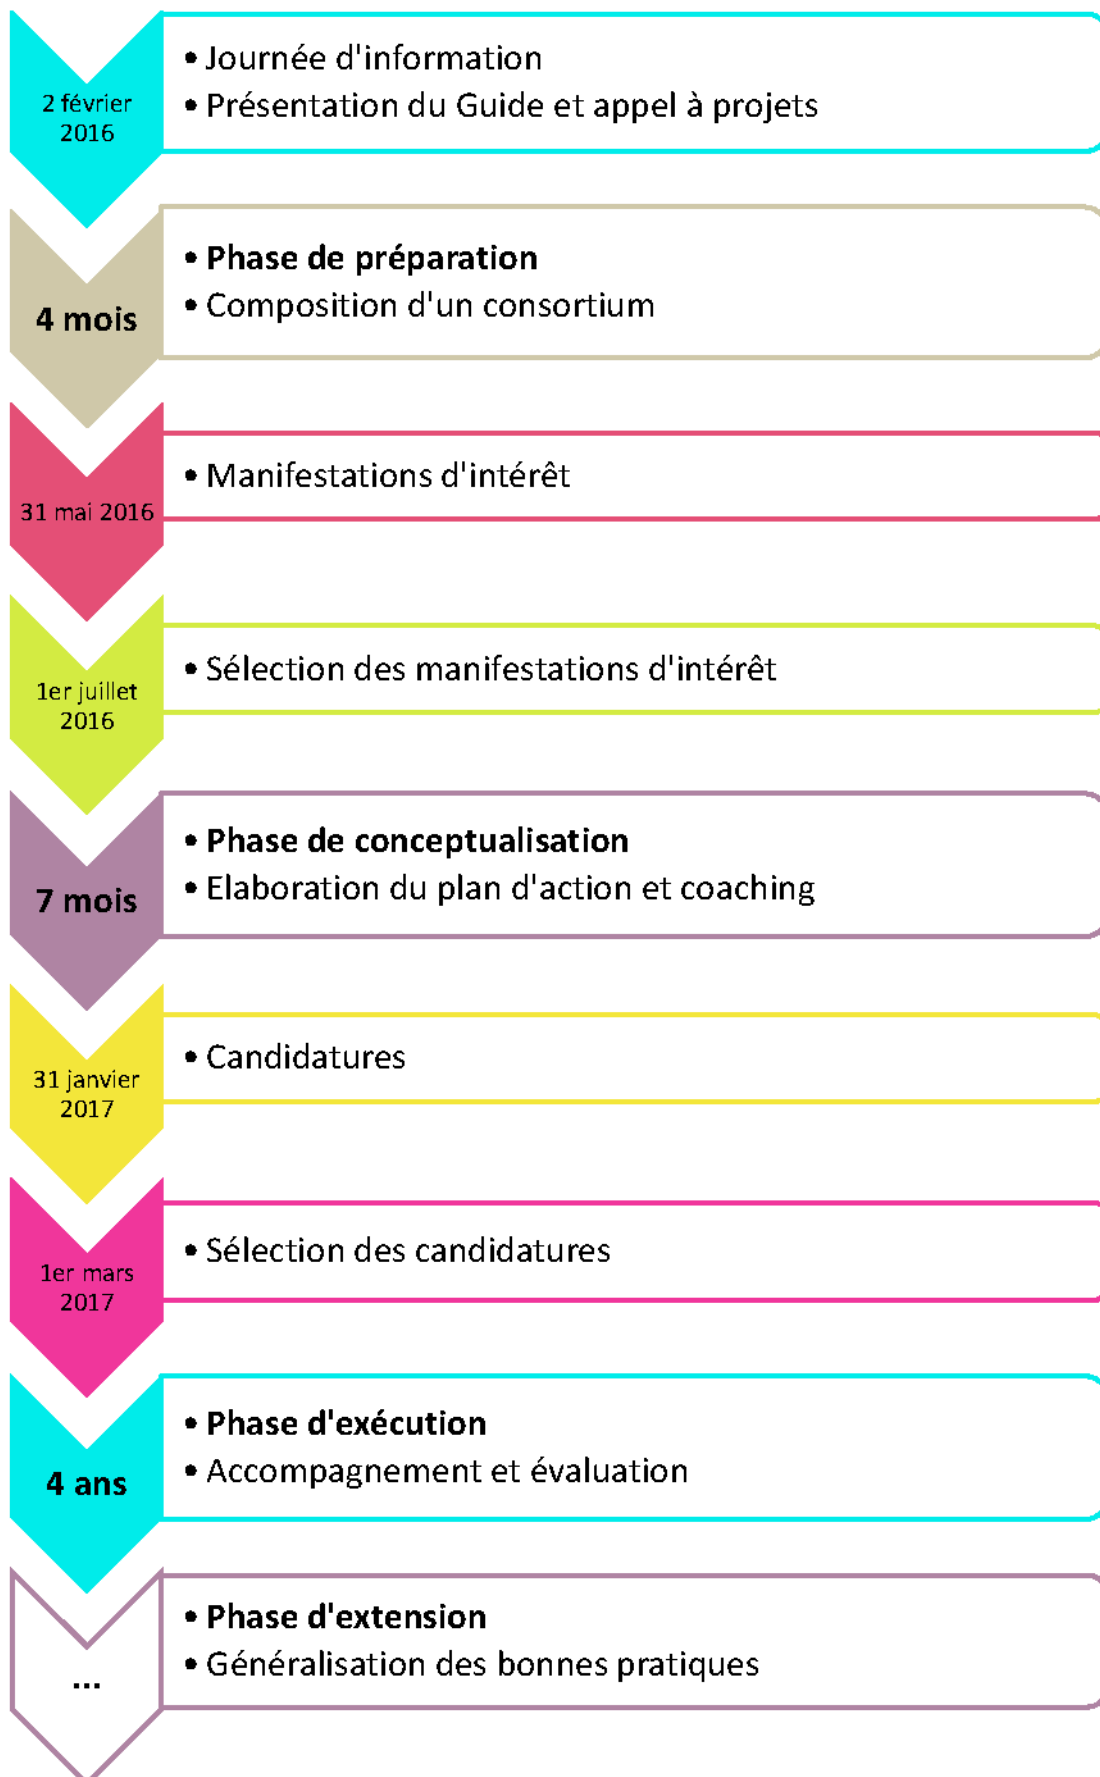 2 février
2016
• Journée d'information
• Présentation du Guide et appel à projets
4 mois
• Phase de préparation
• Composition d'un consortium
31 mai 2016
• Manifestations d'intérêt
1er juillet
2016
• Sélection des manifestations d'intérêt
7 mois
• Phase de conceptualisation
• Elaboration du plan d'action et coaching
31 janvier
2017
• Candidatures
1er mars
2017
• Sélection des candidatures
4 ans
• Phase d'exécution
• Accompagnement et évaluation
...
• Phase d'extension
• Généralisation des bonnes pratiques